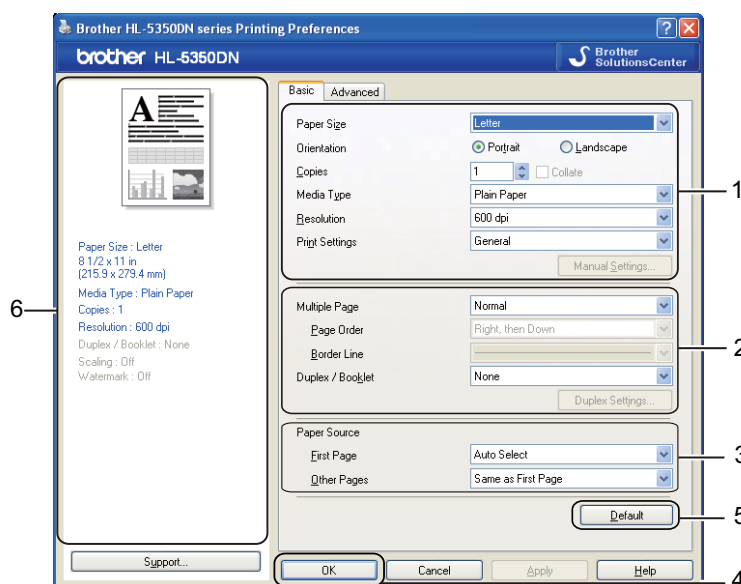 Brother HL-5350DN series Printing Preferences
brother HL-5350DN
Brother
SolutionsCenter
Basic Advanced
A
Paper Size Letter
Orientation Portrait Landscape
Copies 1 Collate
Media Type Plain Paper
Resolution 600 dpi
Print Settings General
Manual Settings...
1
Paper Size : Letter
8 1/2 x 11 in
(215.9 x 279.4 mm)
Media Type : Plain Paper
Copies : 1
Resolution : 600 dpi
Duplex / Booklet : None
Scaling : Off
Watermark : Off
6
Multiple Page Normal
Page Order Right, then Down
Border Line
Duplex / Booklet None
Duplex Settings...
2
Paper Source
First Page Auto Select
Other Pages Same as First Page
3
Default
5
Support...
OK Cancel Apply Help
4